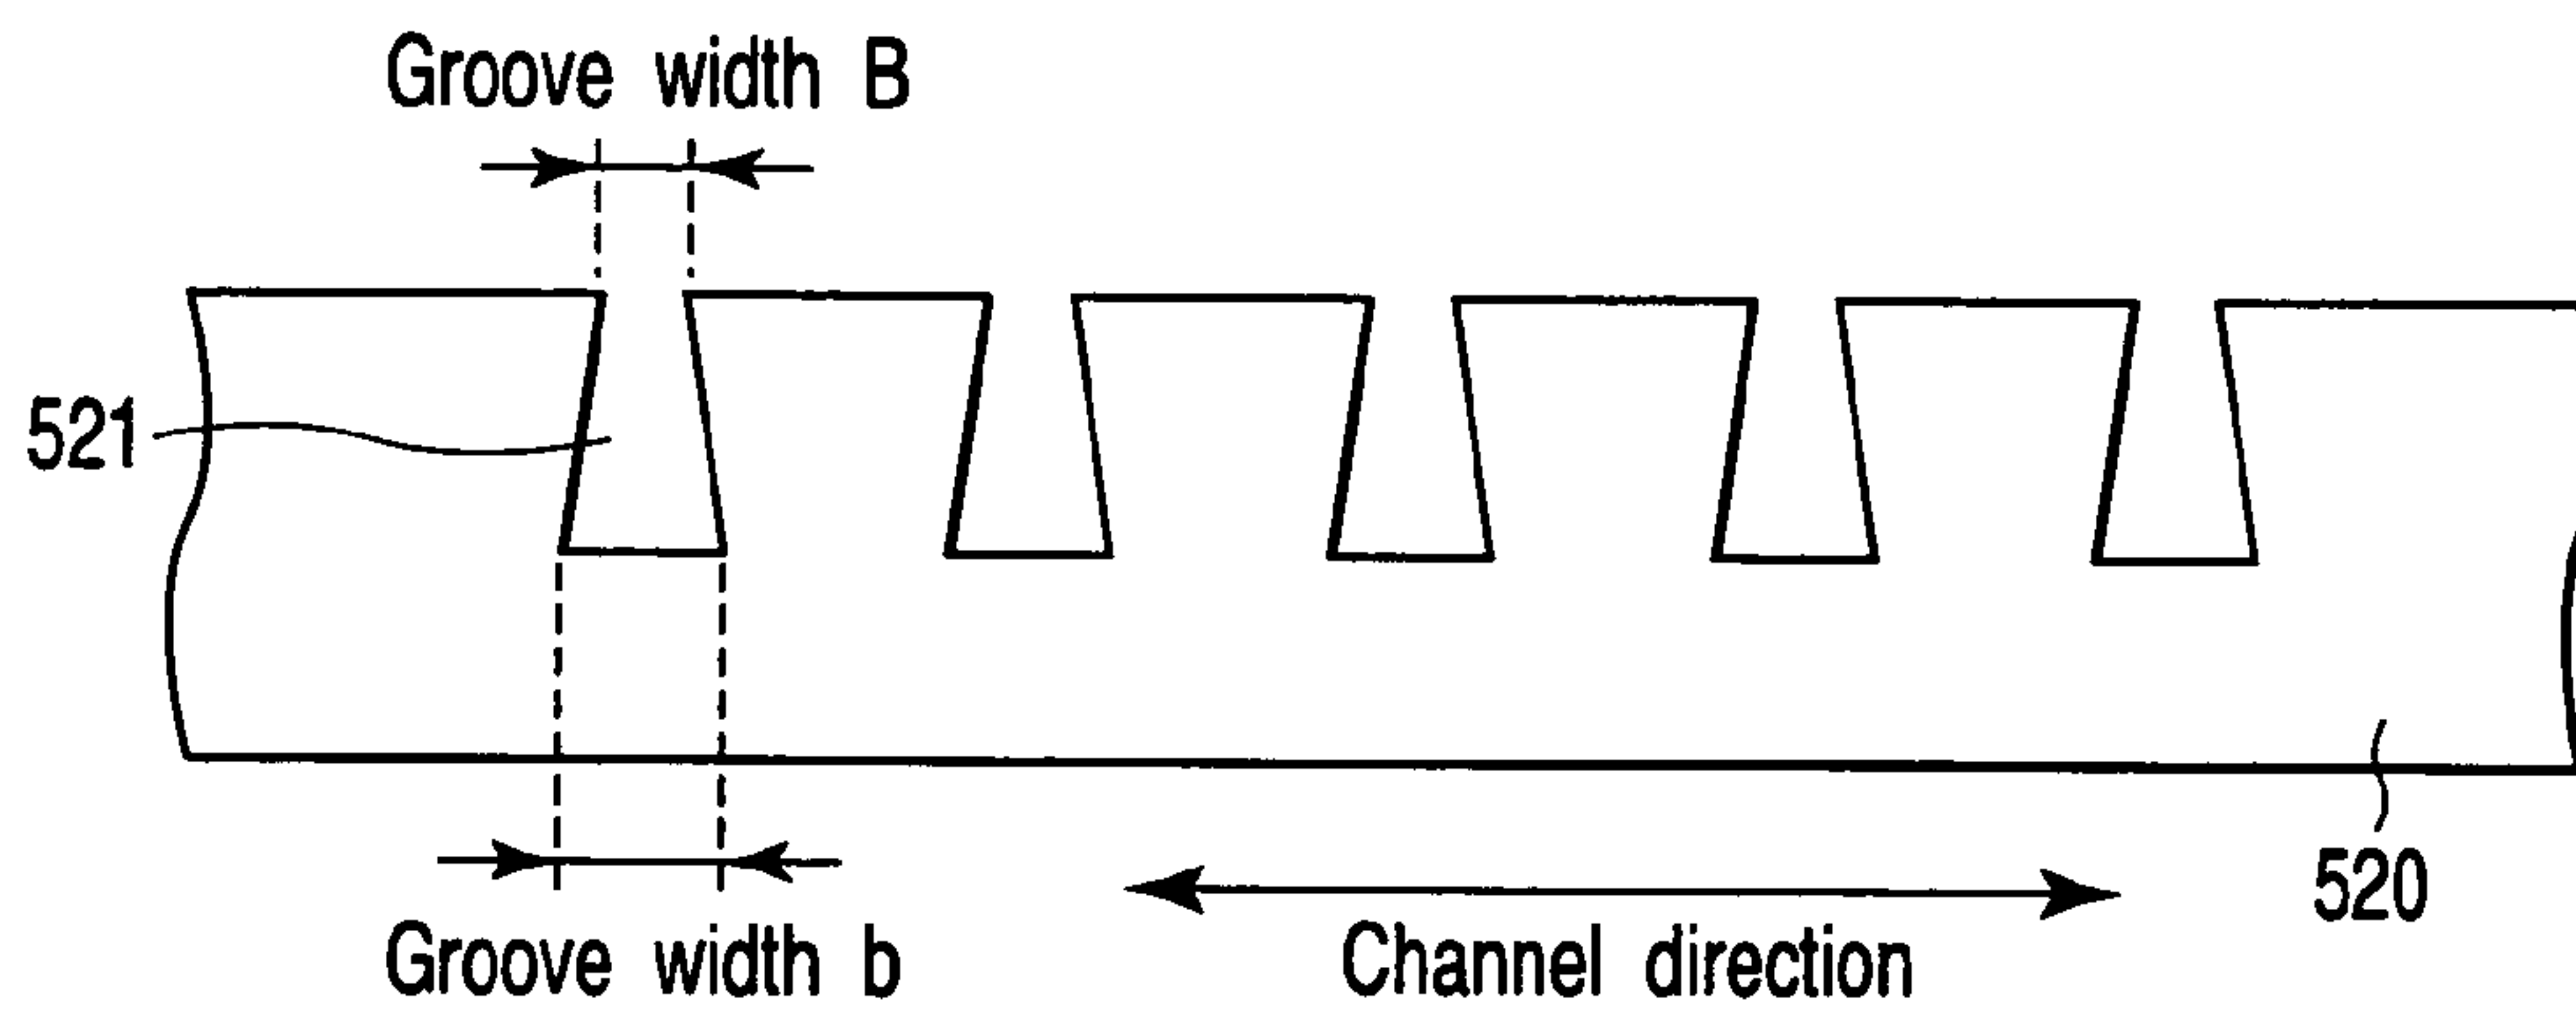 Groove width B
521
520
Groove width b
Channel direction